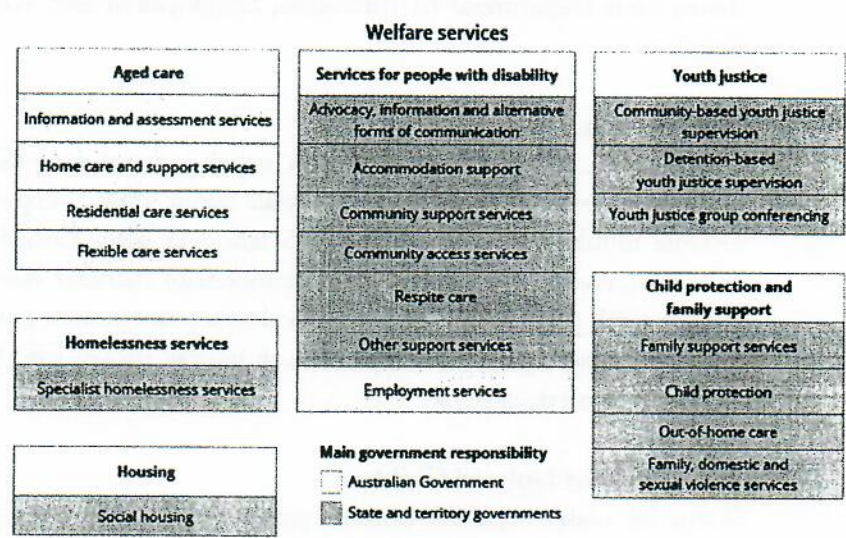 Welfare services
Aged care
Information and assessment services
Home care and support services
Residential care services
Flexible care services
Homelessness services
Specialist homelessness services
Housing
Social housing
Services for people with disability
Advocacy, information and alternative
forms of communication
Accommodation support
Community support services
Community access services
Respite care
Other support services
Employment services
Main government responsibility
Australian Government
State and territory governments
Youth justice
Community-based youth justice
supervision
Detention-based
youth justice supervision
Youth justice group conferencing
Child protection and
family support
Family support services
Child protection
Out-of-home care
Family, domestic and
sexual violence services